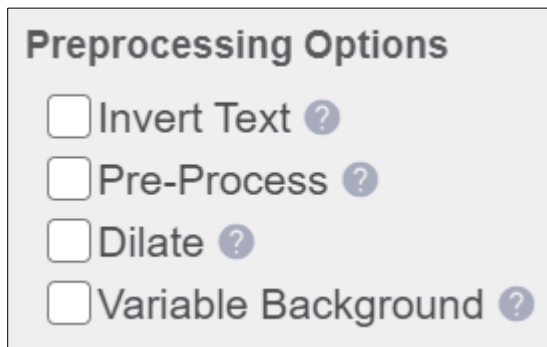 Preprocessing Options
Invert Text ?
Pre-Process ?
Dilate ?
Variable Background ?